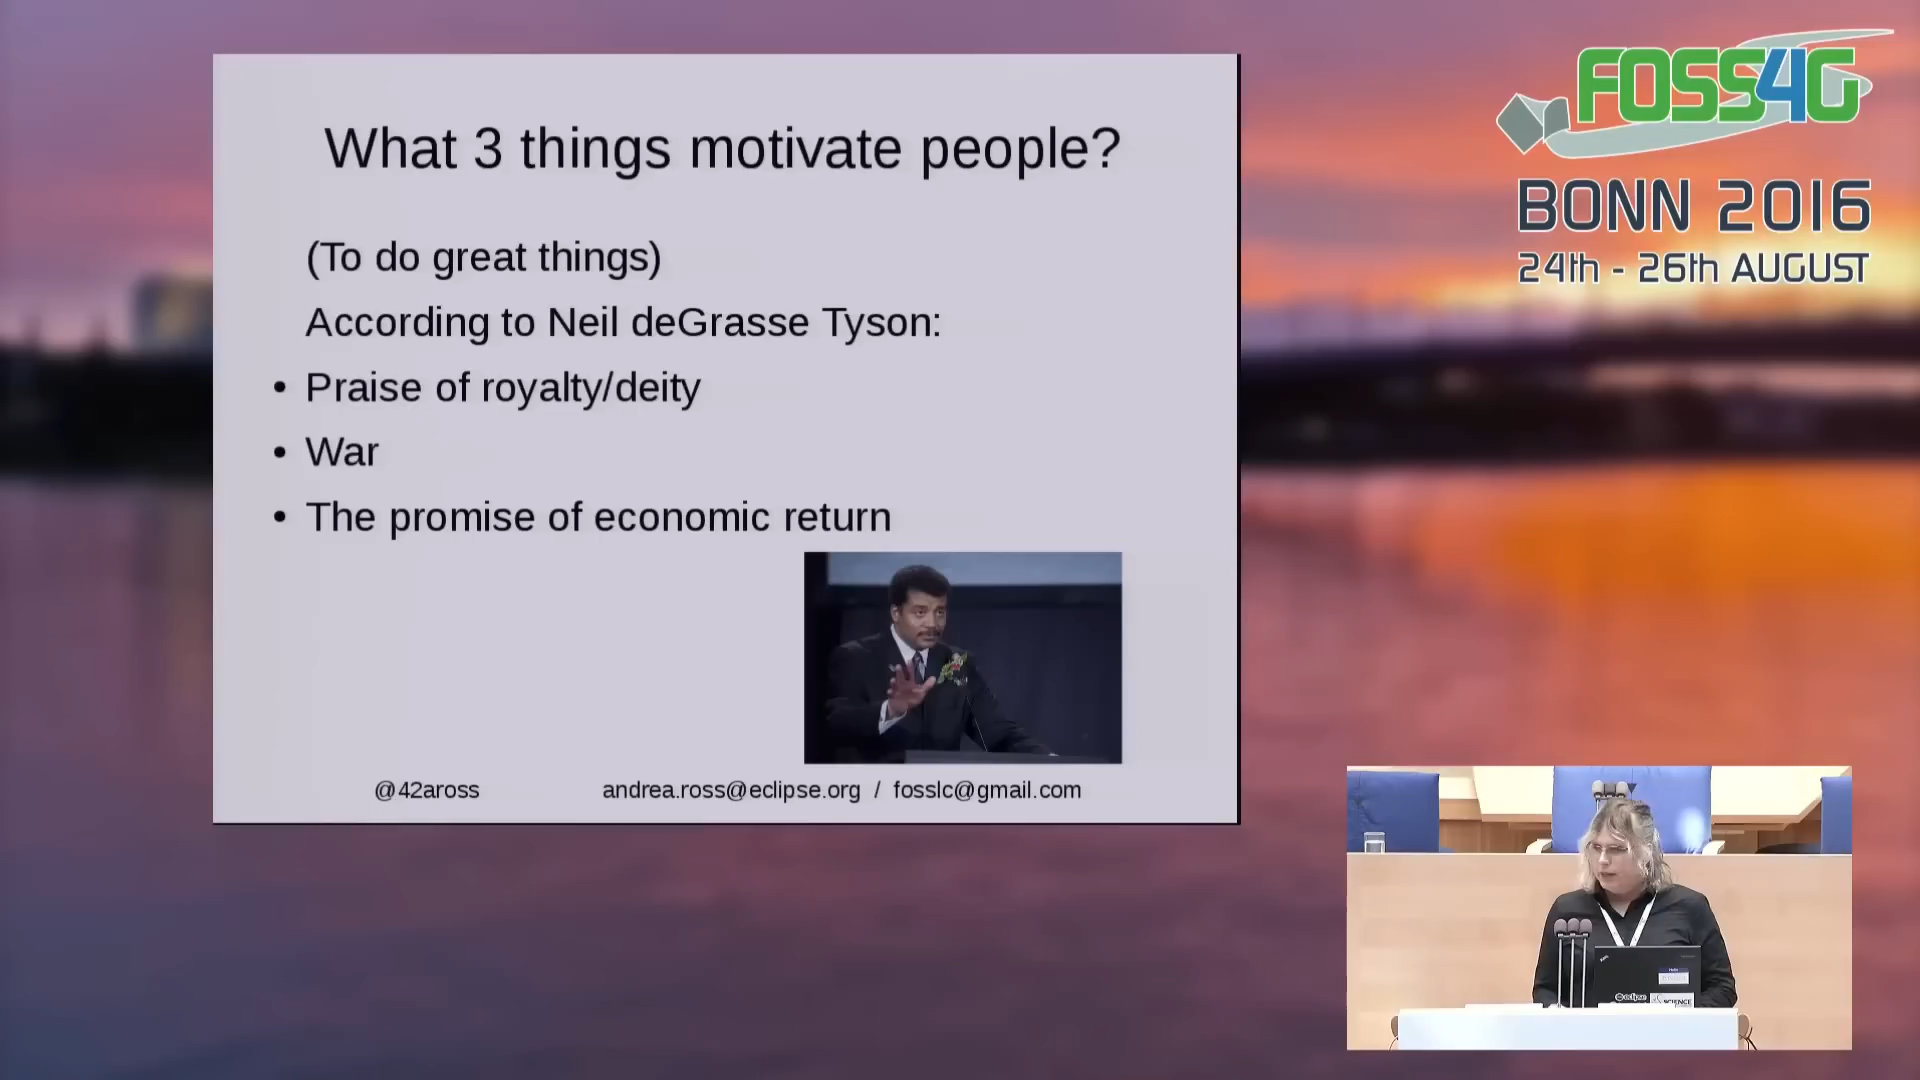 What 3 things motivate people?
(To do great things)
According to Neil deGrasse Tyson:
• Praise of royalty/deity
• War
• The promise of economic return
@42aross andrea.ross@eclipse.org / fosslc@gmail.com
FOSS4G
BONN 2016
24th - 26th AUGUST
eclipse
SCIENCE